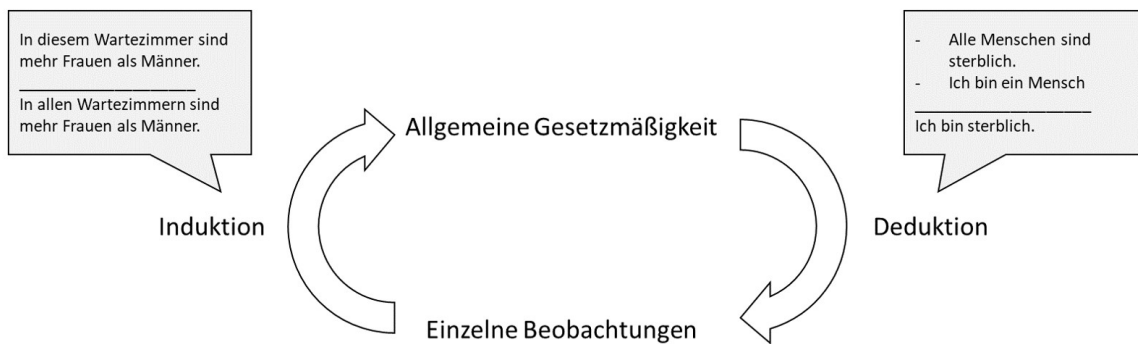 In diesem Wartezimmer sind
mehr Frauen als Männer.
In allen Wartezimmern sind
mehr Frauen als Männer.
- Alle Menschen sind
sterblich.
- Ich bin ein Mensch
Ich bin sterblich.
Allgemeine Gesetzmäßigkeit
Induktion
Deduktion
Einzelne Beobachtungen